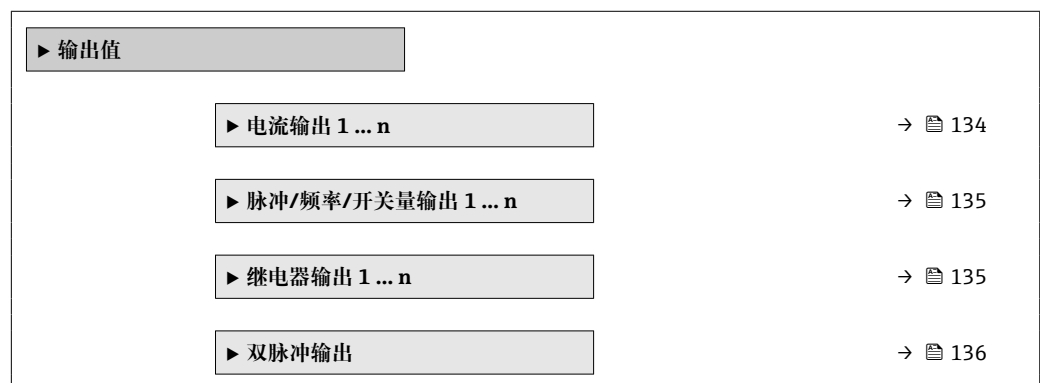 ▶ 输出值
▶ 电流输出 1 … n → 134
▶ 脉冲/频率/开关量输出 1 … n → 135
▶ 继电器输出 1 … n → 135
▶ 双脉冲输出 → 136